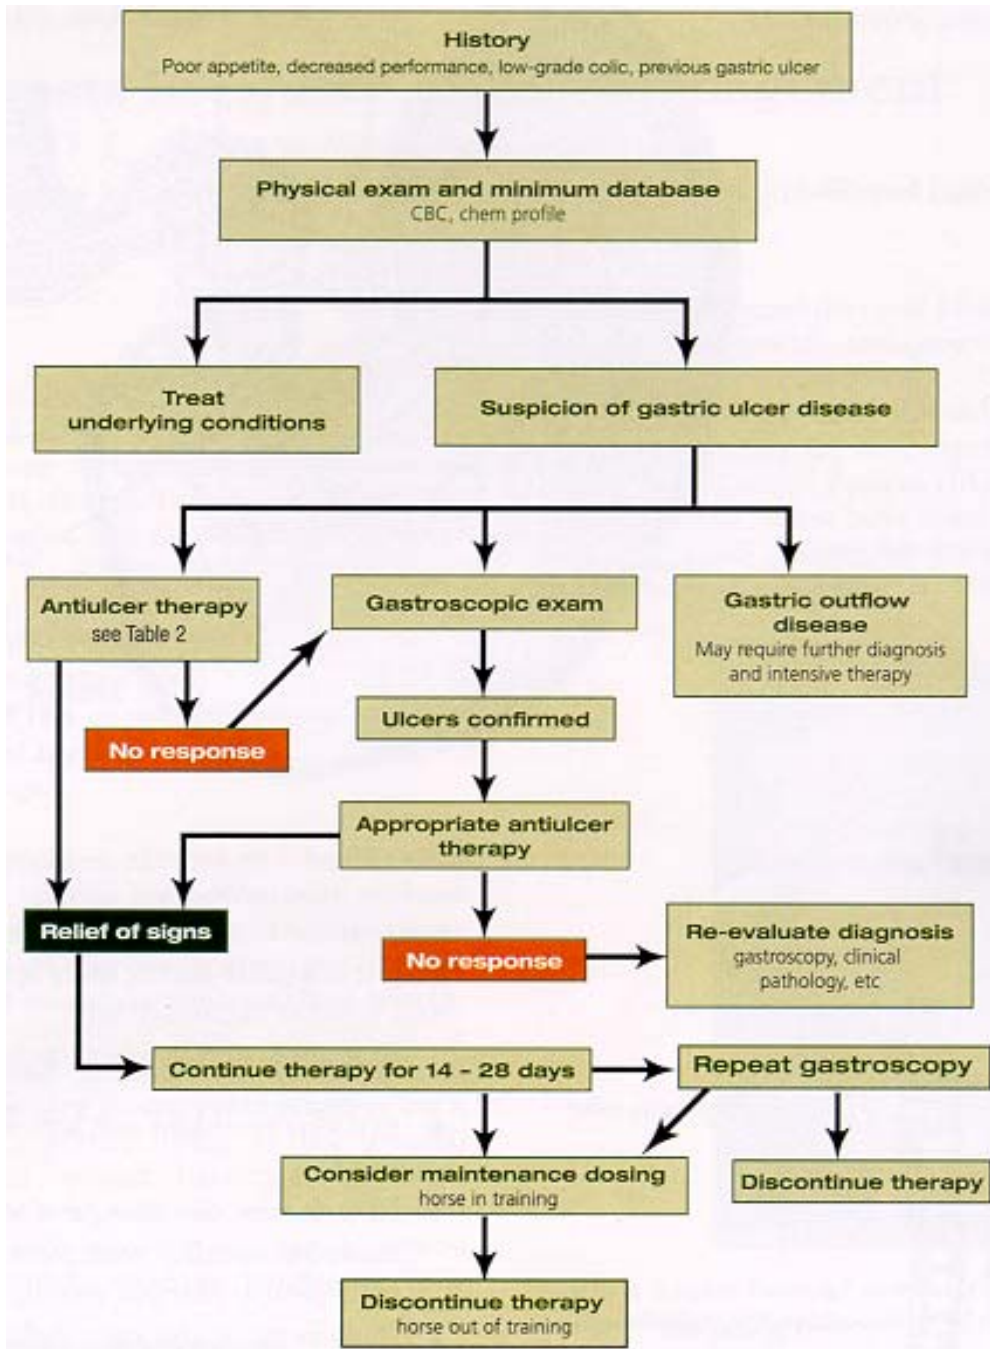 History
Poor appetite, decreased performance, low-grade colic, previous gastric ulcer
Physical exam and minimum database
CBC, chem profile
Treat
underlying conditions
Suspicion of gastric ulcer disease
Antiulcer therapy
see Table 2
Gastroscopic exam
Gastric outflow
disease
May require further diagnosis
and intensive therapy
No response
Ulcers confirmed
Appropriate antiulcer
therapy
Relief of signs
No response
Re-evaluate diagnosis
gastroscopy, clinical
pathology, etc
Continue therapy for 14 – 28 days
Repeat gastroscopy
Consider maintenance dosing
horse in training
Discontinue therapy
Discontinue therapy
horse out of training